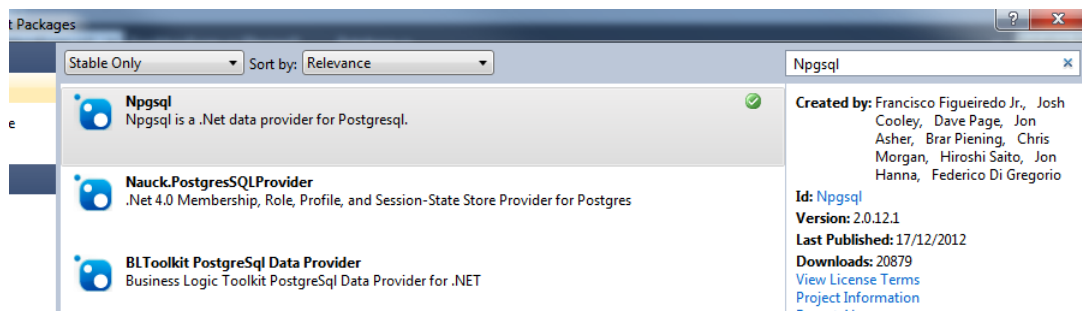 t Packages
Stable Only
Sort by: Relevance
Npgsql
e
Npgsql
Npgsql is a .Net data provider for Postgresql.
Nauck.PostgresSQLProvider
.Net 4.0 Membership, Role, Profile, and Session-State Store Provider for Postgres
BLToolkit PostgreSql Data Provider
Business Logic Toolkit PostgreSql Data Provider for .NET
Created by: Francisco Figueiredo Jr., Josh
Cooley, Dave Page, Jon
Asher, Brar Piening, Chris
Morgan, Hiroshi Saito, Jon
Hanna, Federico Di Gregorio
Id: Npgsql
Version: 2.0.12.1
Last Published: 17/12/2012
Downloads: 20879
View License Terms
Project Information